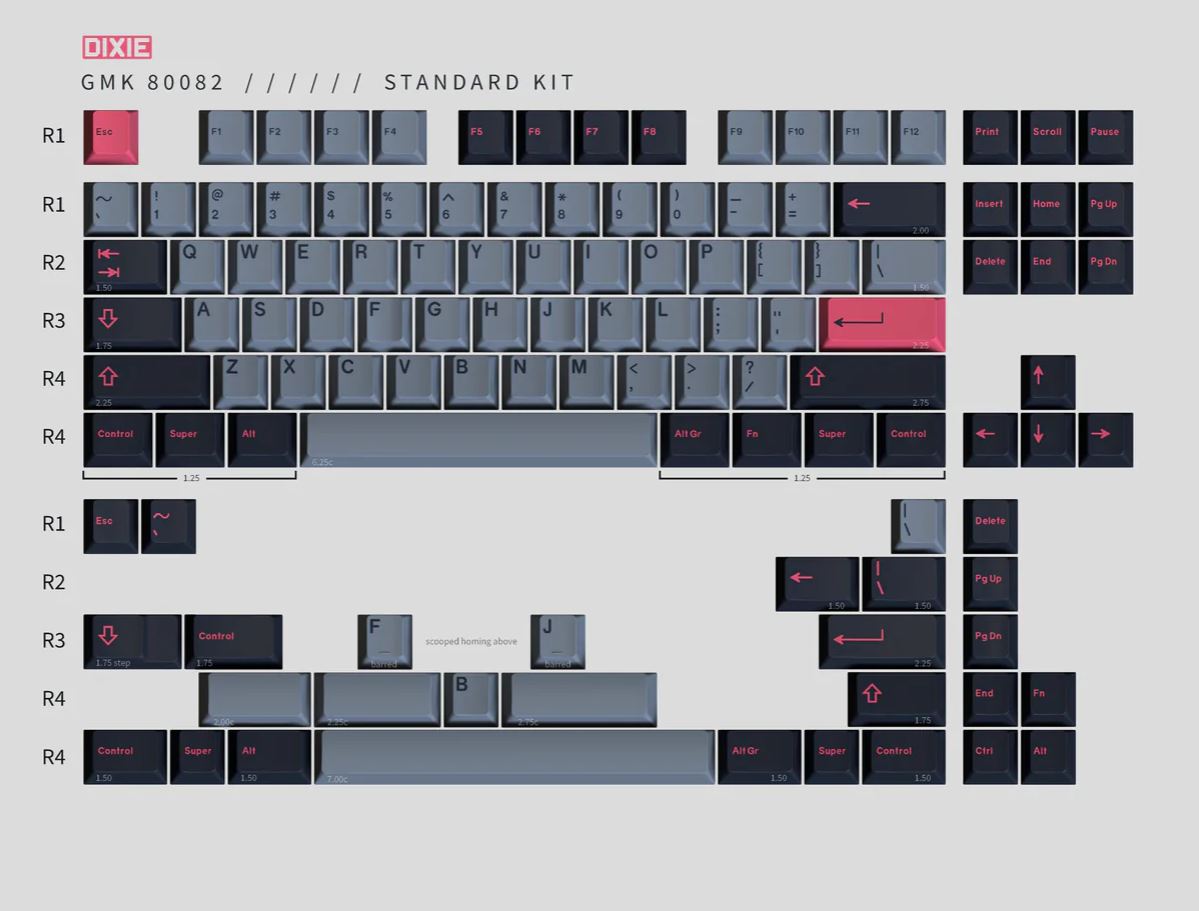 DIXIE
GMK 80082 ////// STANDARD KIT
R1 Esc F1 F2 F3 F4 F5 F6 F7 F8 F9 F10 F11 F12 Print Scroll Pause
R1 ~ ` ! 1 @ 2 # 3 $ 4 % 5 ^ 6 & 7 * 8 ( 9 ) 0 — - + = ← 2.00 Insert Home Pg Up
R2 ⇤ ⇥ 1.50 Q W E R T Y U I O P { [ } ] | \ 1.50 Delete End Pg Dn
R3 ⇩ 1.75 A S D F G H J K L : ; " ' ↵ 2.25
R4 ⇧ 2.25 Z X C V B N M < , > . ? / ⇧ 2.75 ↑
R4 Control Super Alt 6.25c Alt Gr Fn Super Control ← ↓ →
1.25 1.25
R1 Esc ~ ` | \ Delete
R2 ← 1.50 | \ 1.50 Pg Up
R3 ⇩ 1.75 step Control 1.75 F _ barred scooped homing above J _ barred ↵ 2.25 Pg Dn
R4 2.00c 2.25c B 2.75c ⇧ 1.75 End Fn
R4 Control 1.50 Super Alt 1.50 7.00c Alt Gr 1.50 Super Control 1.50 Ctrl Alt